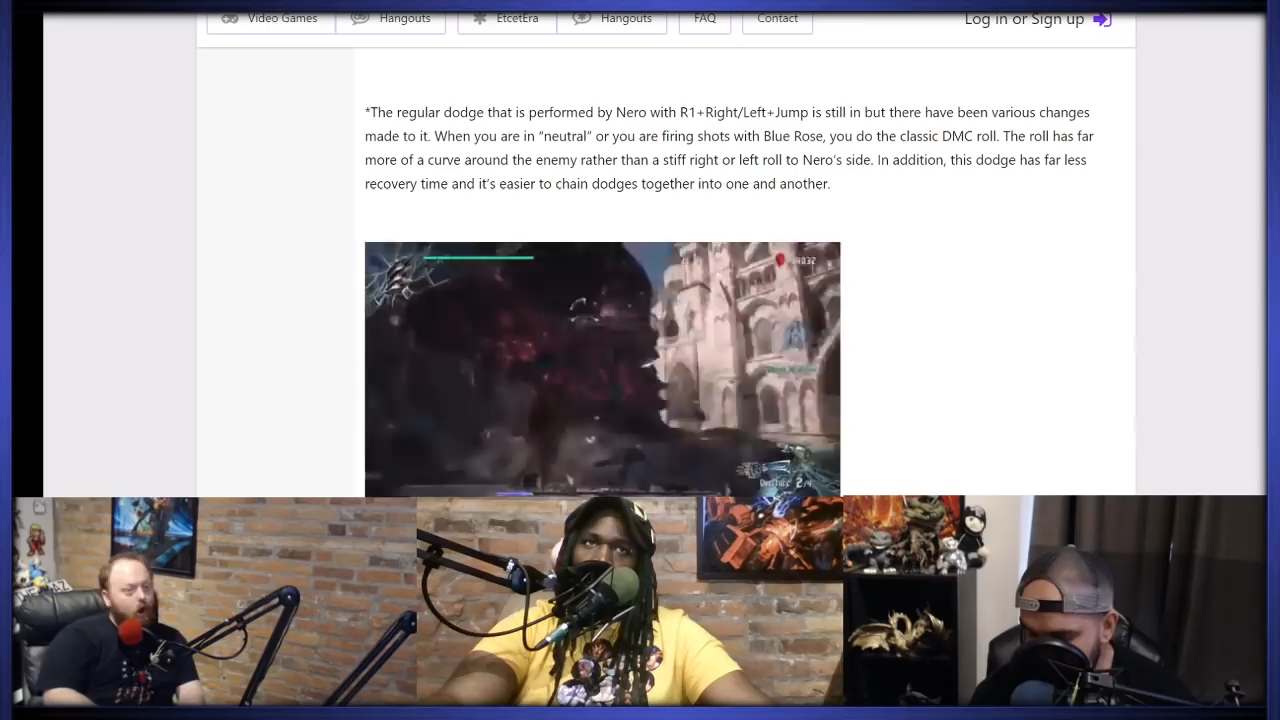 Video Games
Hangouts
EtcetEra
Hangouts
FAQ
Contact
Log in or Sign up
*The regular dodge that is performed by Nero with R1+Right/Left+Jump is still in but there have been various changes
made to it. When you are in “neutral” or you are firing shots with Blue Rose, you do the classic DMC roll. The roll has far
more of a curve around the enemy rather than a stiff right or left roll to Nero’s side. In addition, this dodge has far less
recovery time and it’s easier to chain dodges together into one and another.
Overture 2/4